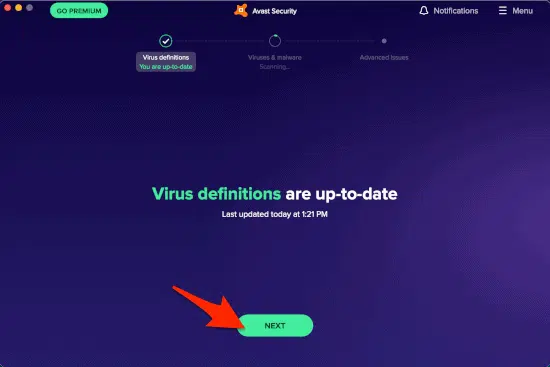 GO PREMIUM
Avast Security
Notifications
Menu
Virus definitions
You are up-to-date
Viruses & malware
Scanning...
Advanced Issues
Virus definitions are up-to-date
Last updated today at 1:21 PM
NEXT